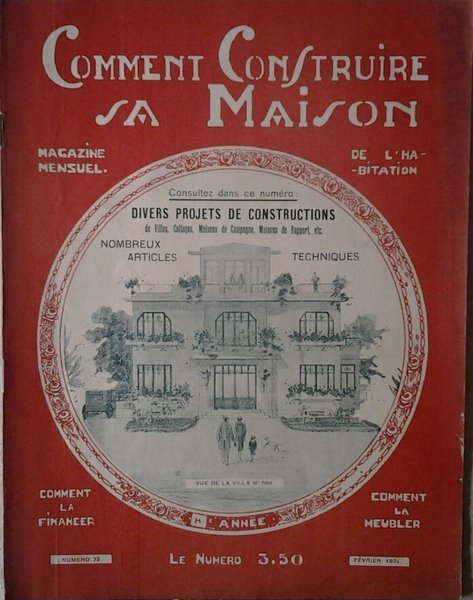 COMMENT CONSTRUIRE
SA MAISON
MAGAZINE
MENSUEL.
DE L'HA-
-BITATION
Consultez dans ce numéro :
DIVERS PROJETS DE CONSTRUCTIONS
de Villas, Cottages, Maisons de Campagne, Maisons de Rapport, etc.
NOMBREUX
ARTICLES
TECHNIQUES
VUE DE LA VILLA N°
ANNÉE
COMMENT
LA
FINANCER
COMMENT
LA
MEUBLER
NUMERO
LE NUMERO 3.50
FÉVRIER